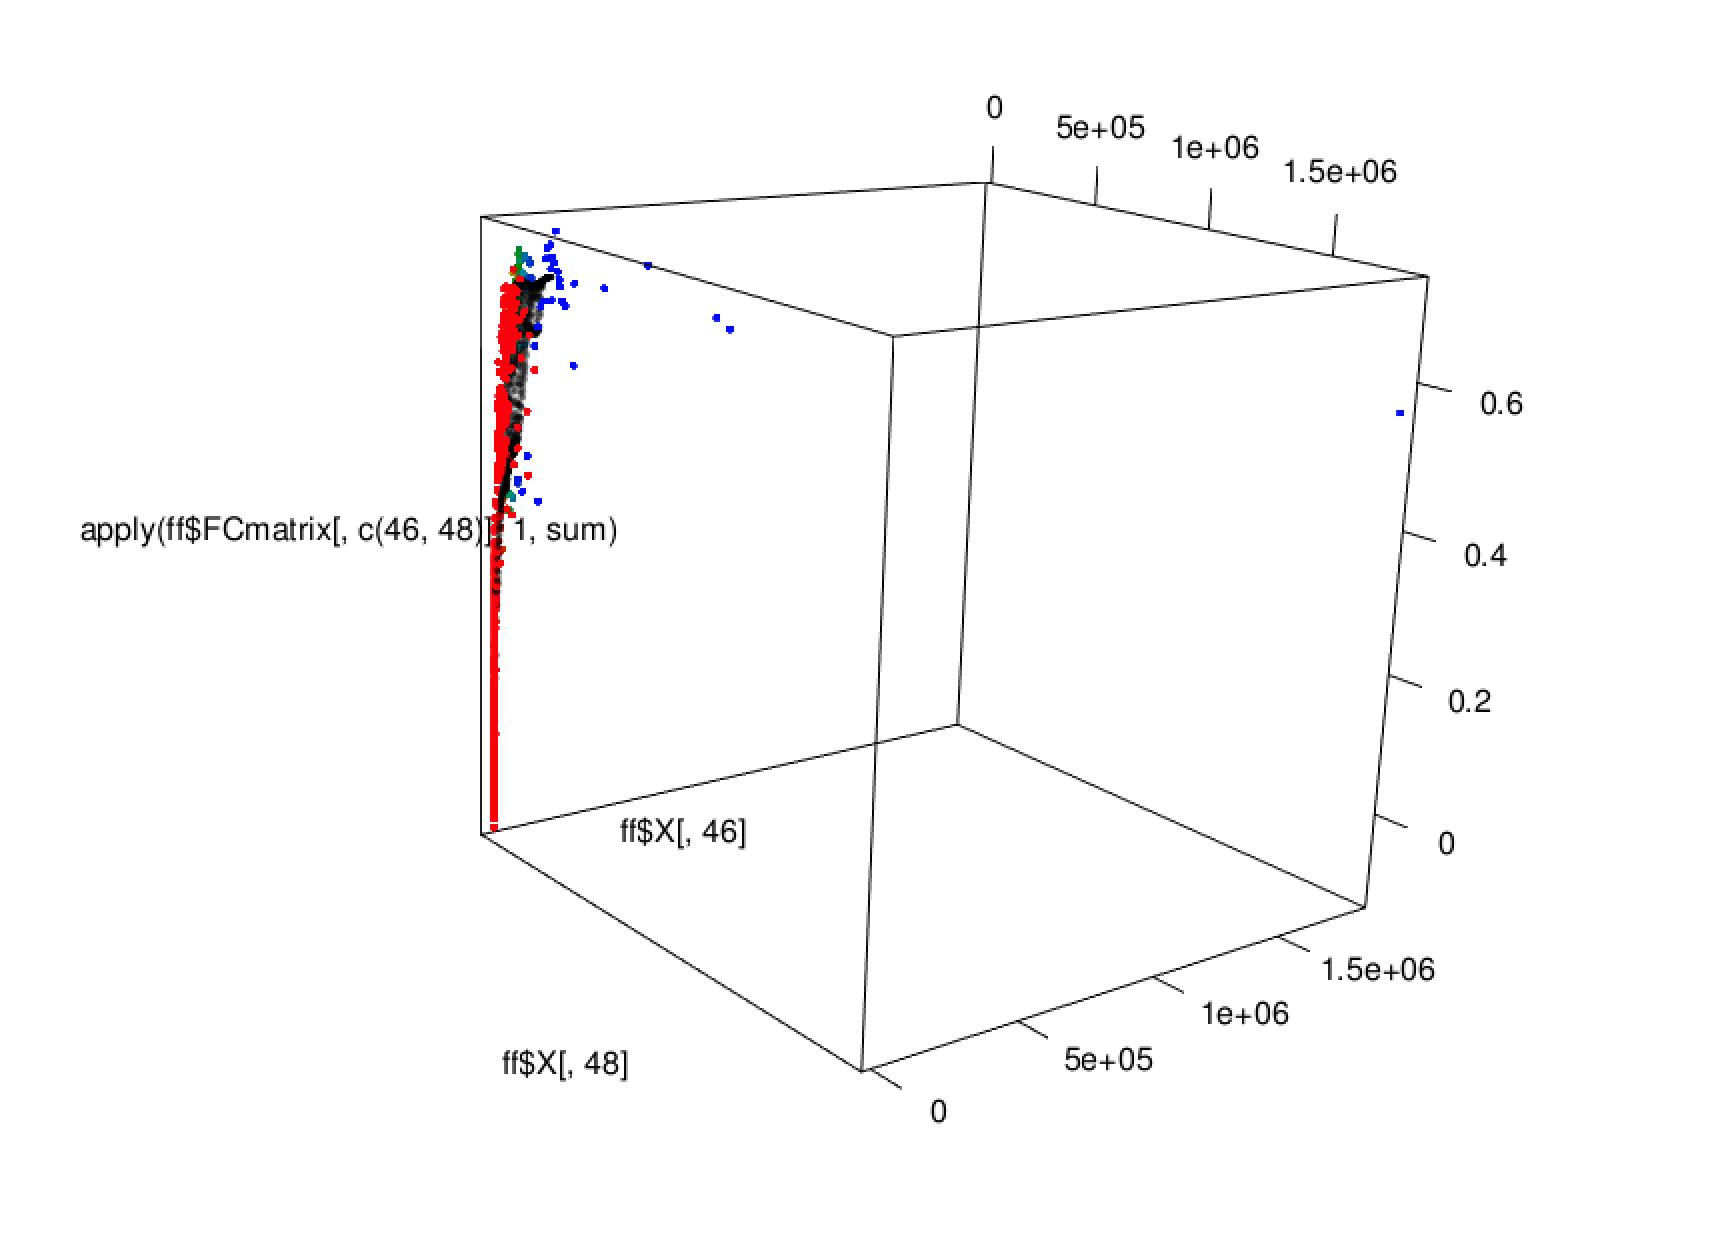 0
5e+05
1e+06
1.5e+06
0.6
apply(ff$FCmatrix[, c(46, 48)], 1, sum)
0.4
0.2
ff$X[, 46]
0
1.5e+06
1e+06
5e+05
ff$X[, 48]
0